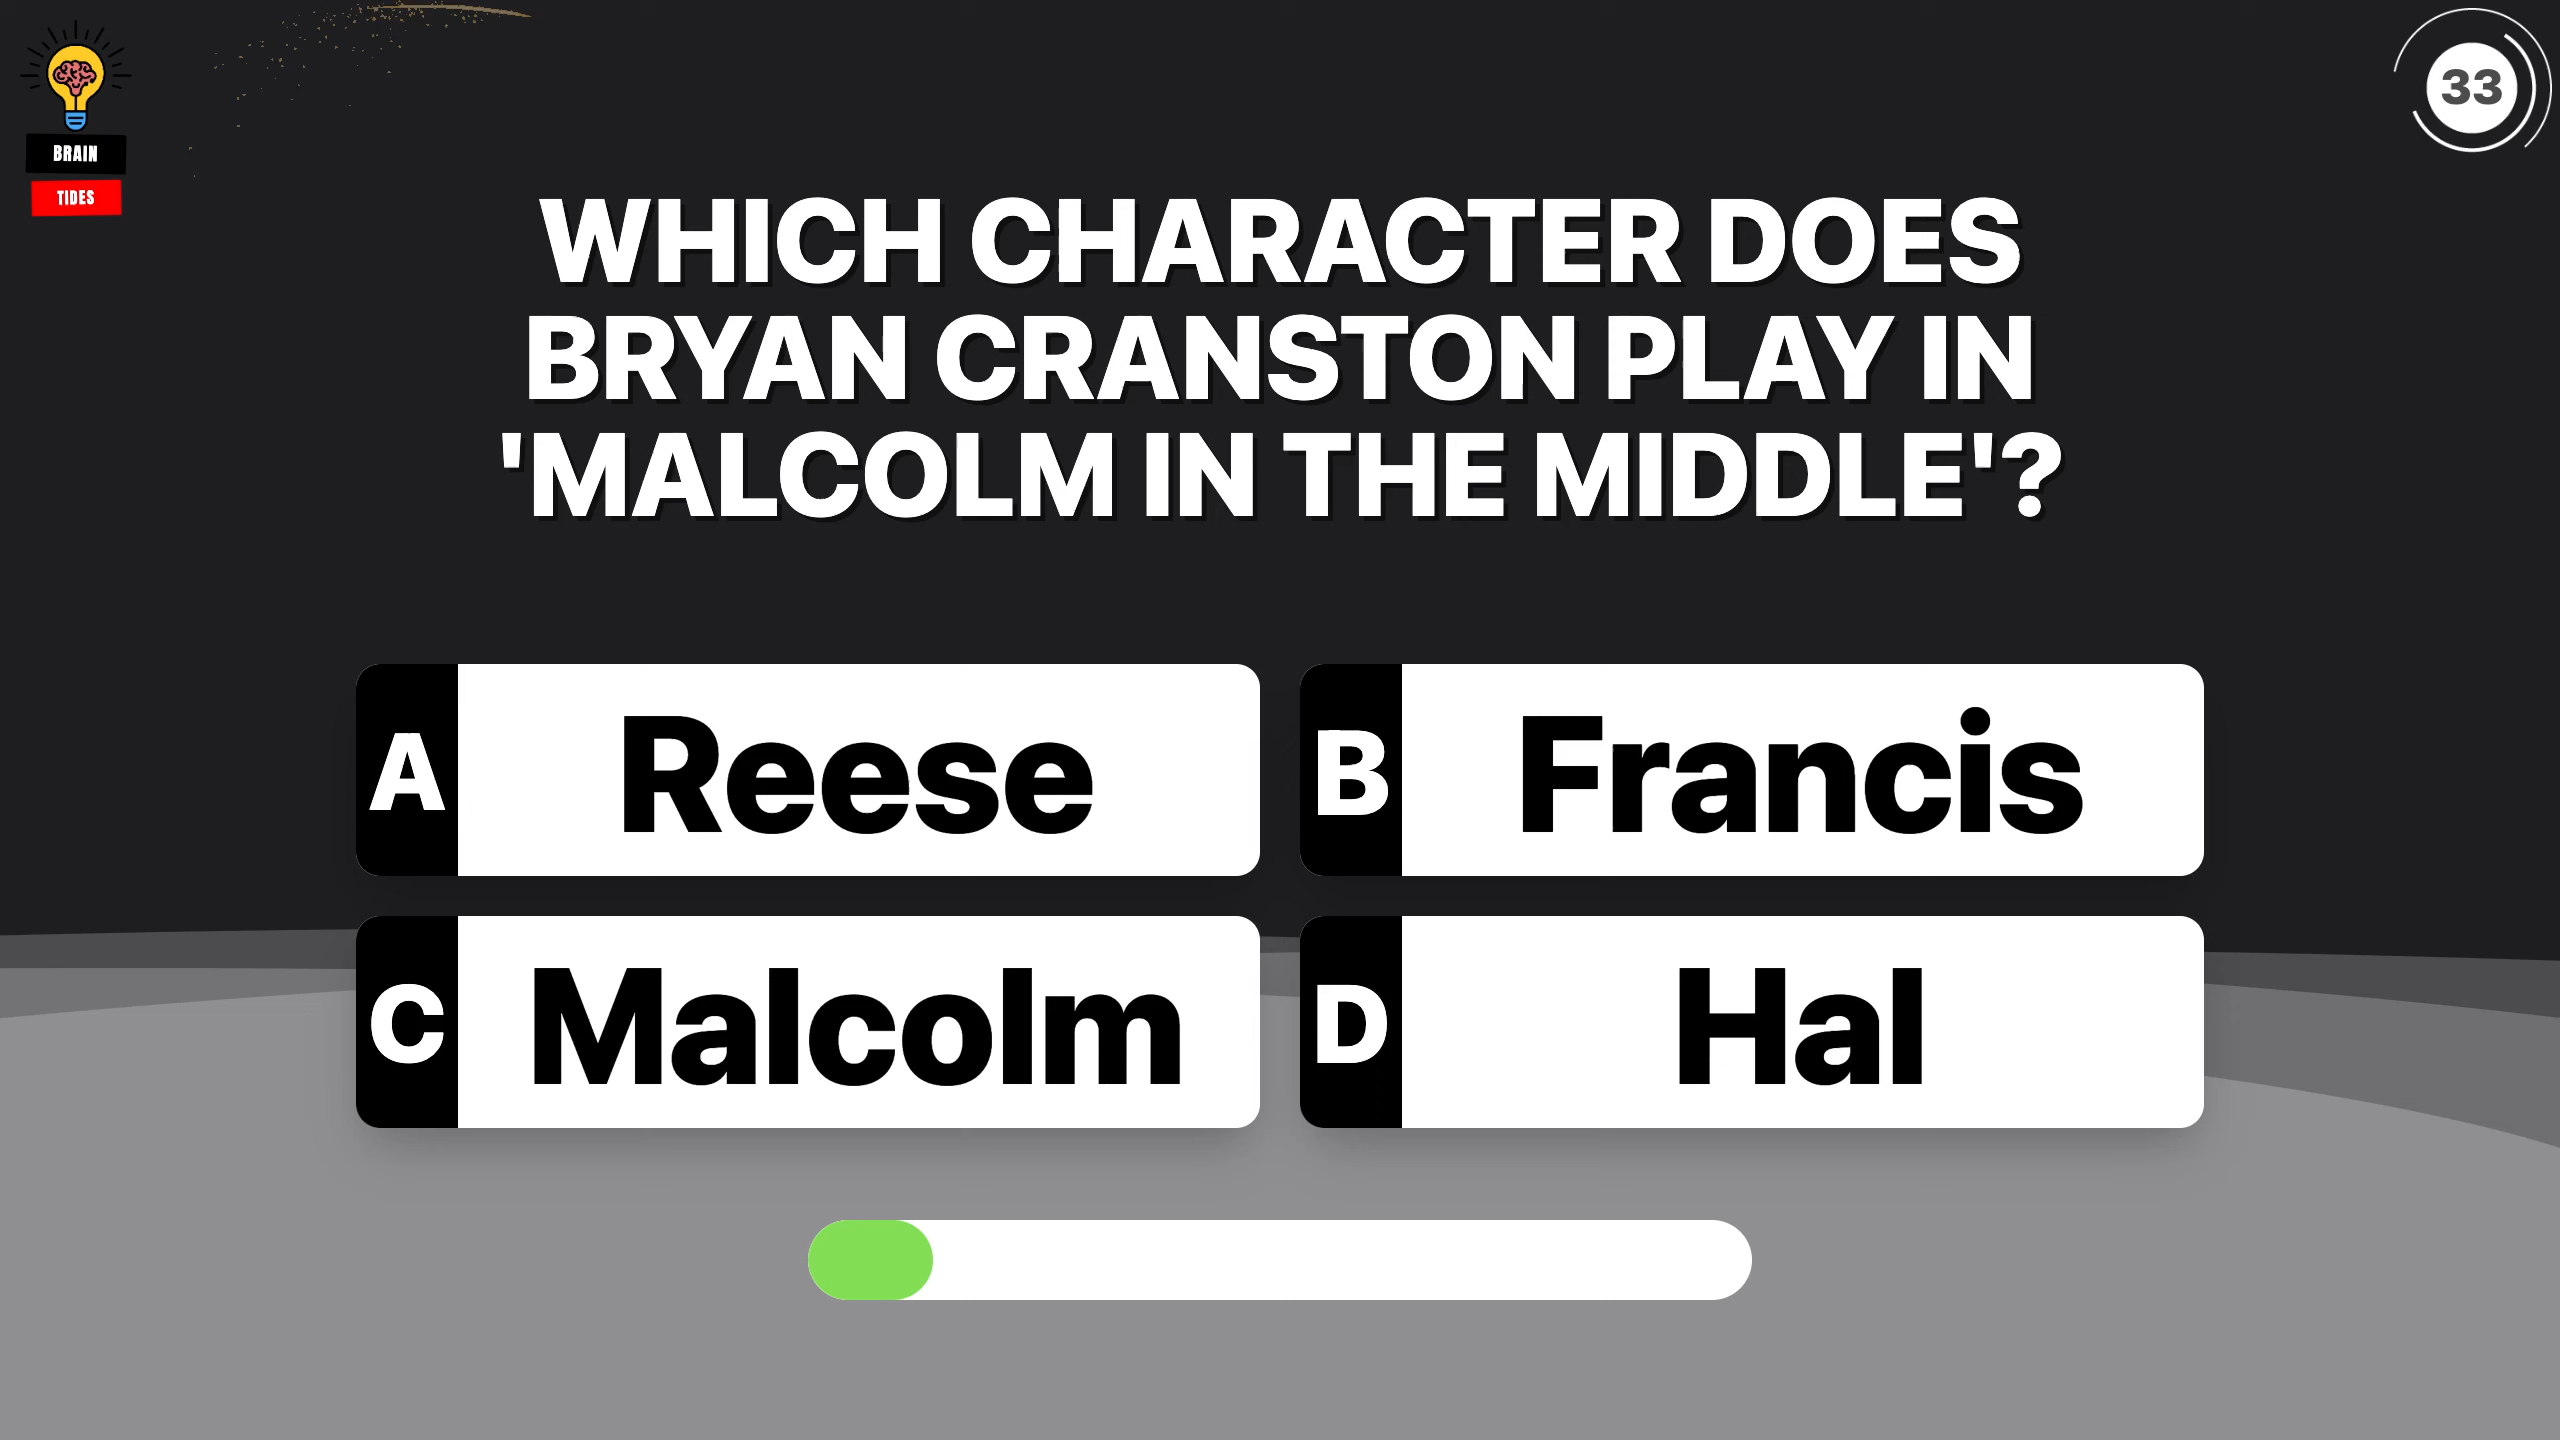 BRAIN
TIDES
33
WHICH CHARACTER DOES
BRYAN CRANSTON PLAY IN
'MALCOLM IN THE MIDDLE'?
A Reese
B Francis
C Malcolm
D Hal